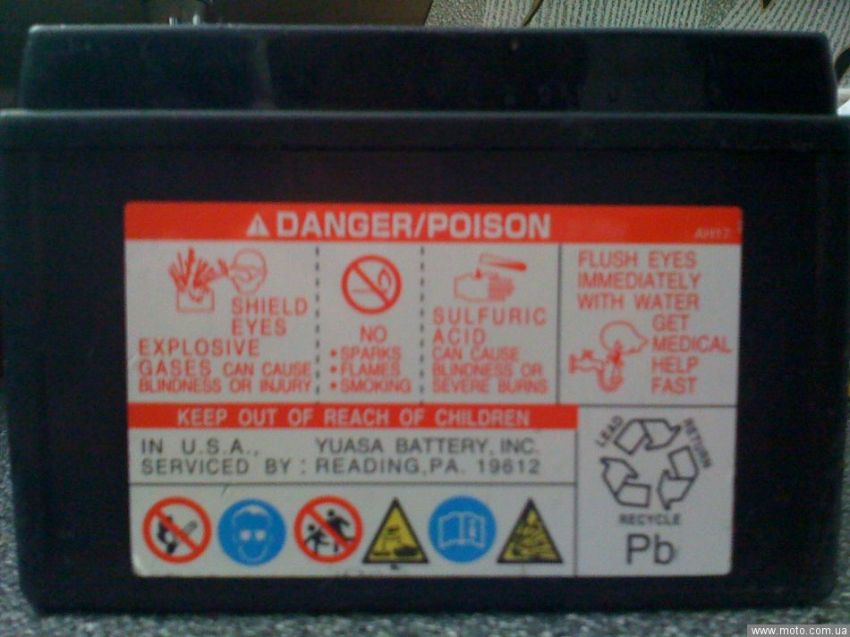 DANGER/POISON
SHIELD
EYES
EXPLOSIVE
GASES CAN CAUSE
BLINDNESS OR INJURY
NO
•SPARKS
•FLAMES
•SMOKING
SULFURIC
ACID
CAN CAUSE
BLINDNESS OR
SEVERE BURNS
FLUSH EYES
IMMEDIATELY
WITH WATER
GET
MEDICAL
HELP
FAST
KEEP OUT OF REACH OF CHILDREN
IN U.S.A., YUASA BATTERY, INC.
SERVICED BY : READING, PA. 19612
LEAD
RETURN
RECYCLE
Pb
www.moto.com.ua